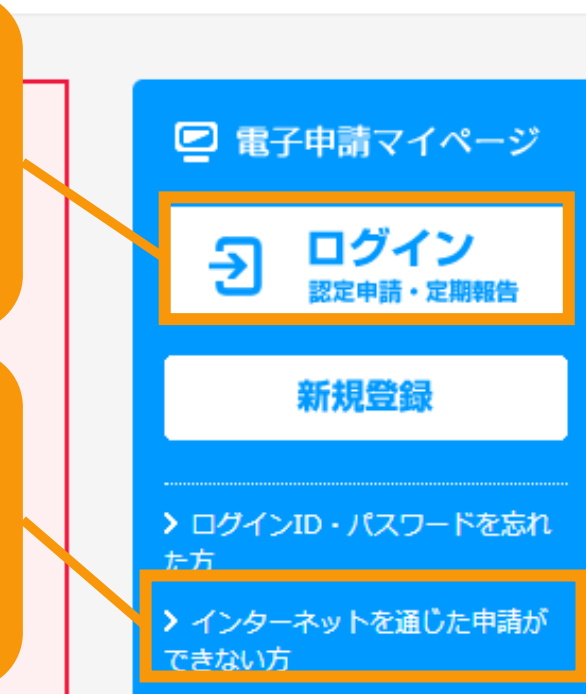 電子申請マイページ
ログイン
認定申請・定期報告
新規登録
ログインID・パスワードを忘れ
た方
インターネットを通じた申請が
できない方